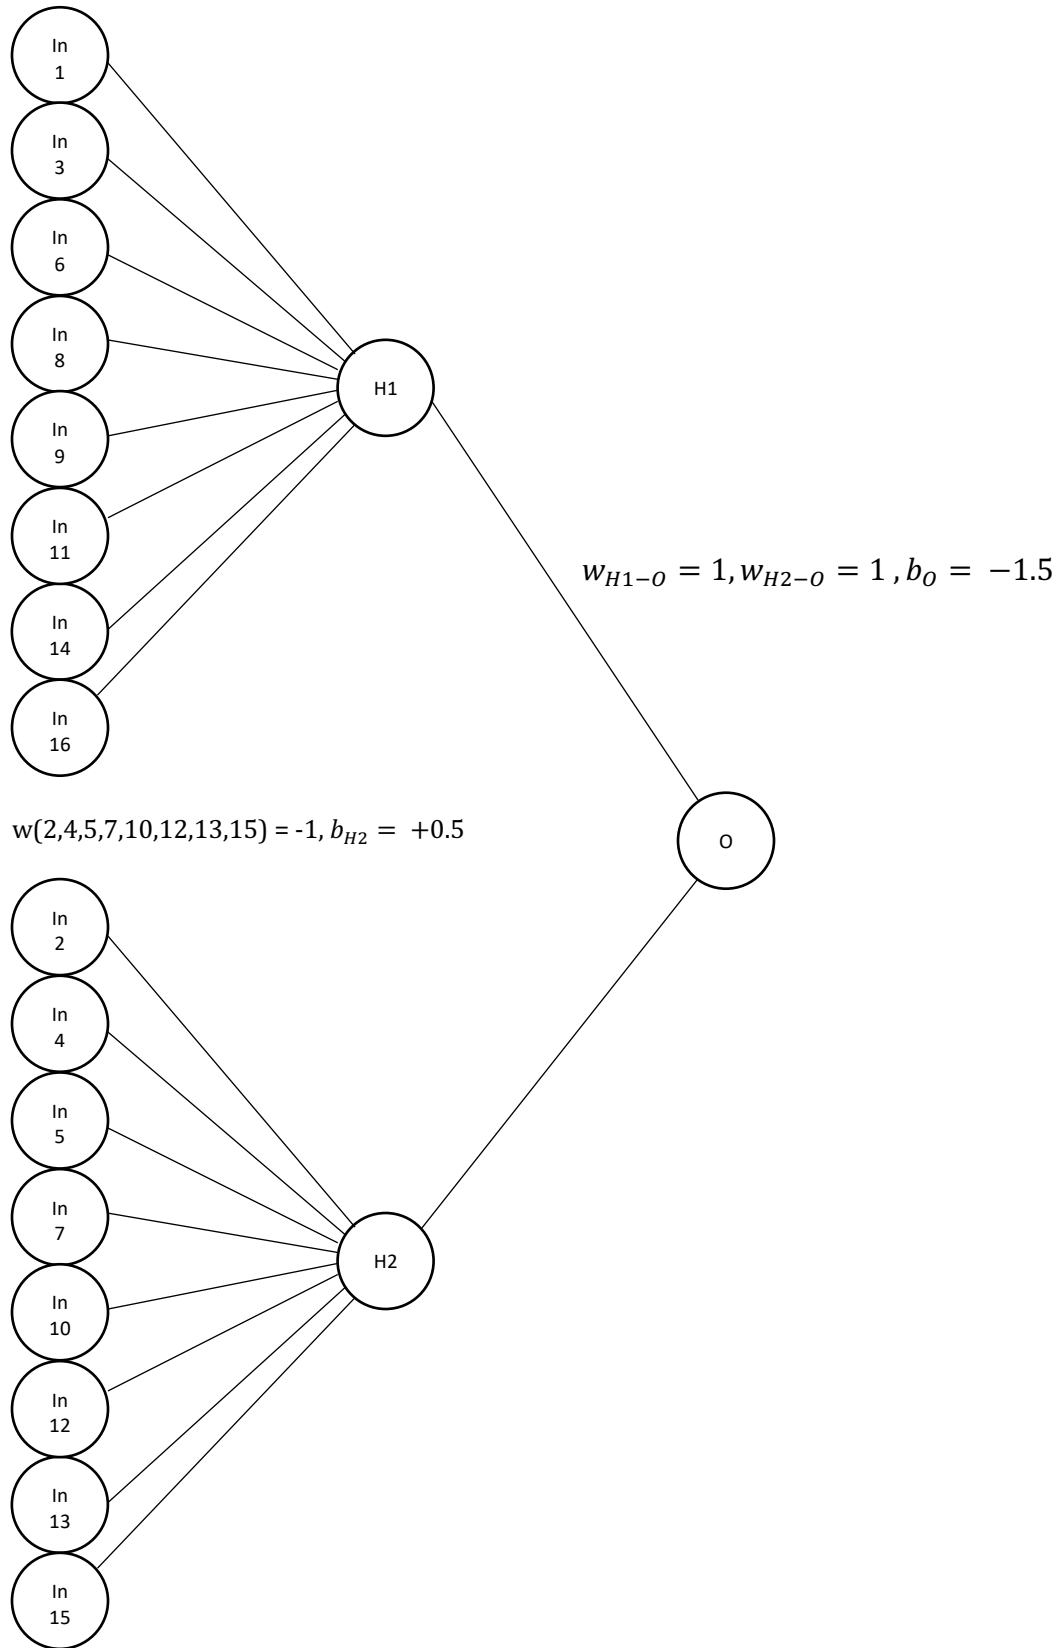 In
1
In
3
In
6
In
8
In
9
In
11
In
14
In
16
H1
w_{H1−O} = 1, w_{H2−O} = 1 , b_O = −1.5
O
w(2,4,5,7,10,12,13,15) = -1, b_{H2} = +0.5
In
2
In
4
In
5
In
7
In
10
In
12
In
13
In
15
H2